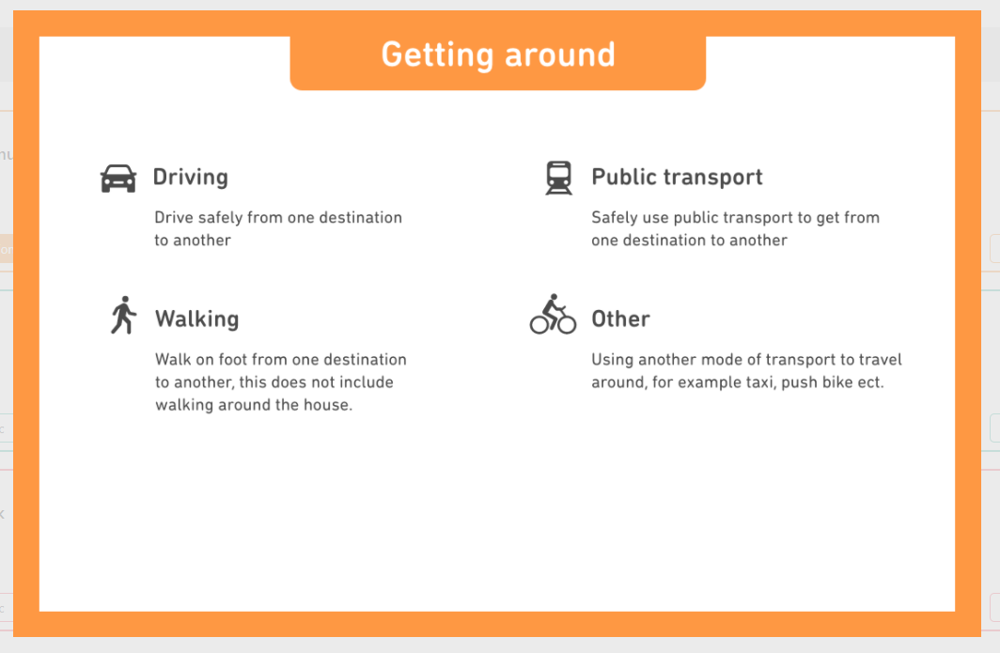 Getting around
Driving
Drive safely from one destination
to another
Public transport
Safely use public transport to get from
one destination to another
Walking
Walk on foot from one destination
to another, this does not include
walking around the house.
Other
Using another mode of transport to travel
around, for example taxi, push bike ect.